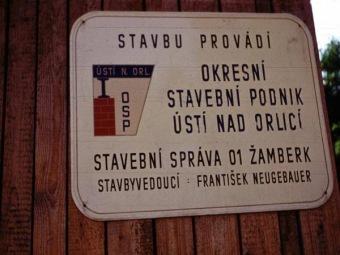 STAVBU PROVÁDÍ
ÚSTÍ N. ORL.
OSP
OKRESNÍ
STAVEBNÍ PODNIK
ÚSTÍ NAD ORLICÍ
STAVEBNÍ SPRÁVA 01 ŽAMBERK
STAVBYVEDOUCÍ : FRANTIŠEK NEUGEBAUER